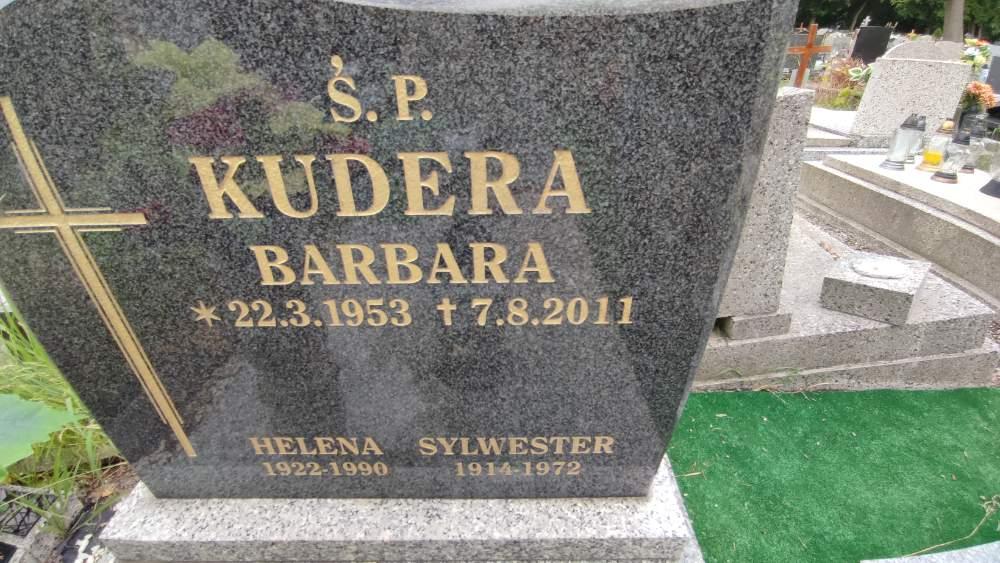 Ś. P.
KUDERA
BARBARA
* 22.3.1953 † 7.8.2011
HELENA SYLWESTER
1922-1990 1914-1972